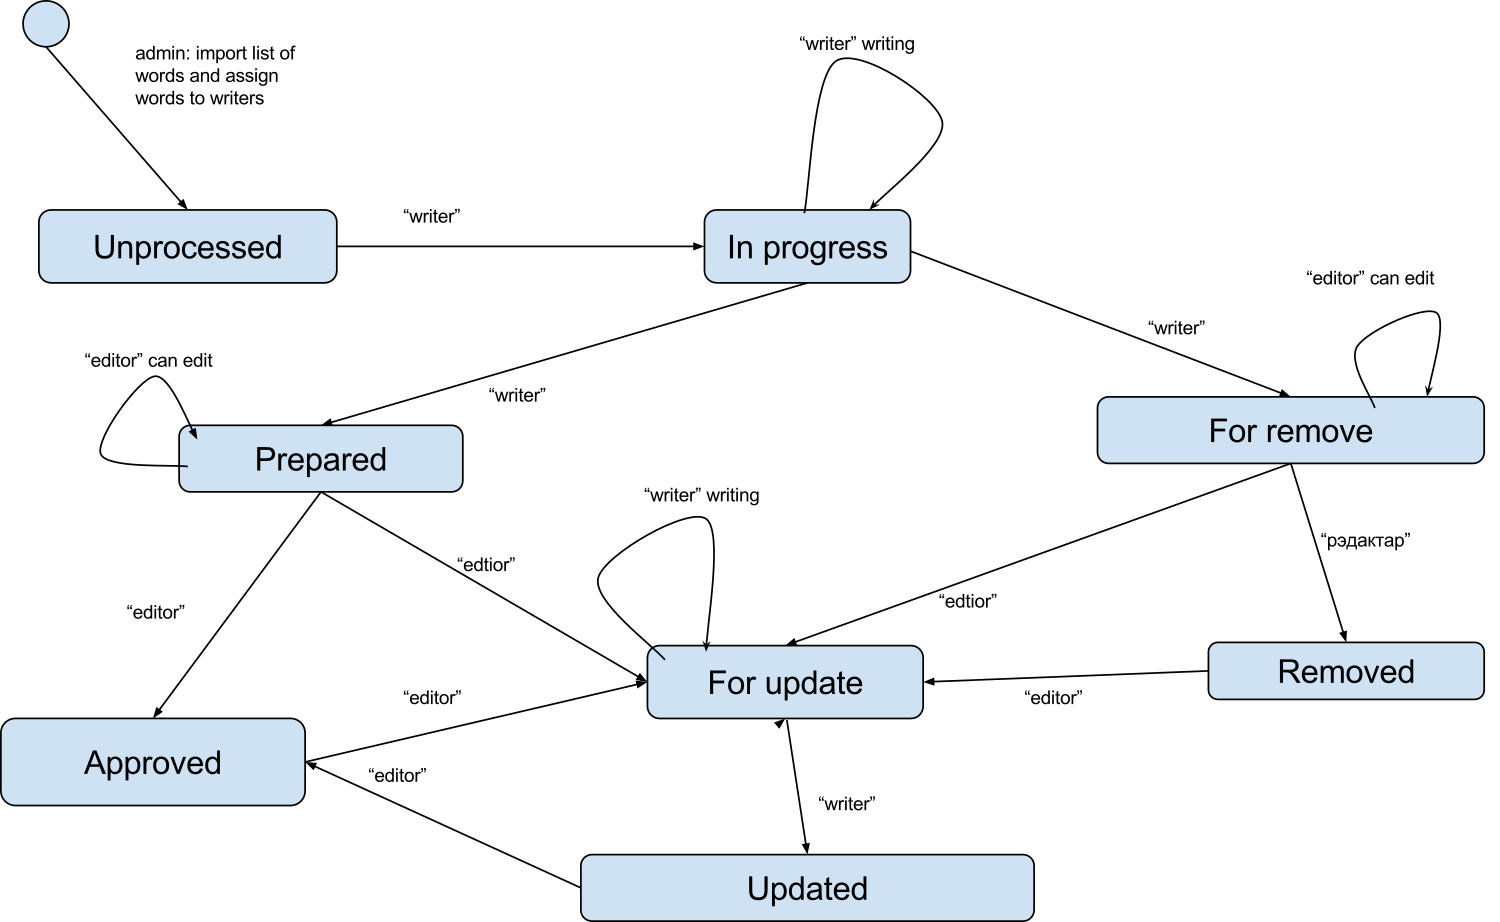 admin: import list of
words and assign
words to writers
“writer” writing
“writer”
Unprocessed
In progress
“editor” can edit
“writer”
“editor” can edit
“writer”
For remove
Prepared
“writer” writing
“рэдактар”
“edtior”
“edtior”
“editor”
Removed
For update
“editor”
“editor”
Approved
“editor”
“writer”
Updated